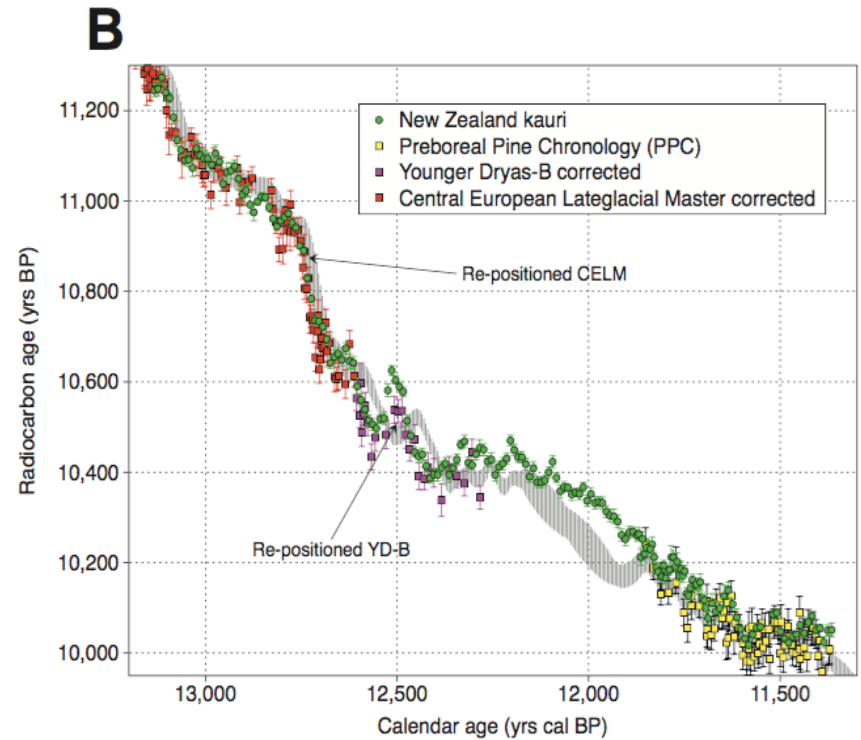 B
11,200
11,000
10,800
10,600
10,400
10,200
10,000
Radiocarbon age (yrs BP)
New Zealand kauri
Preboreal Pine Chronology (PPC)
Younger Dryas-B corrected
Central European Lateglacial Master corrected
Re-positioned CELM
Re-positioned YD-B
13,000 12,500 12,000 11,500
Calendar age (yrs cal BP)